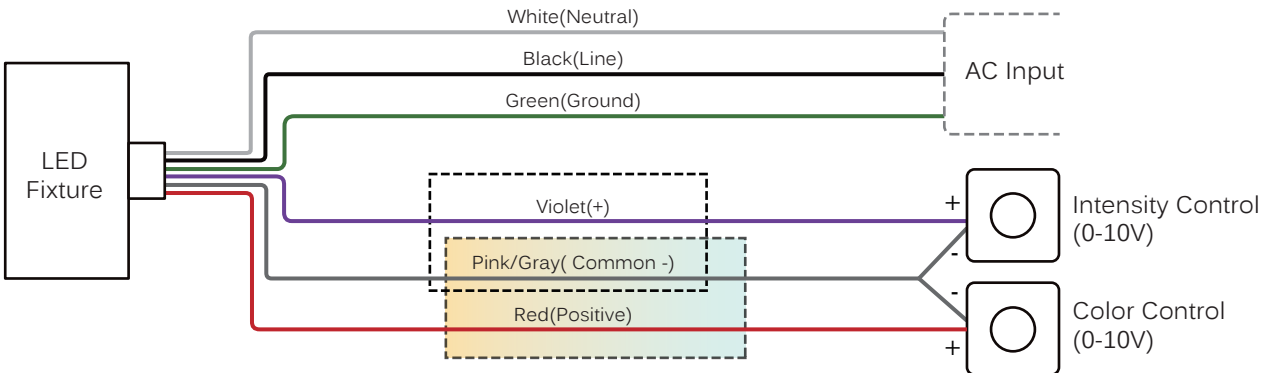 White(Neutral)
Black(Line)
Green(Ground)
AC Input
LED
Fixture
Violet(+)
Pink/Gray( Common -)
Red(Positive)
+
-
Intensity Control
(0-10V)
-
+
Color Control
(0-10V)